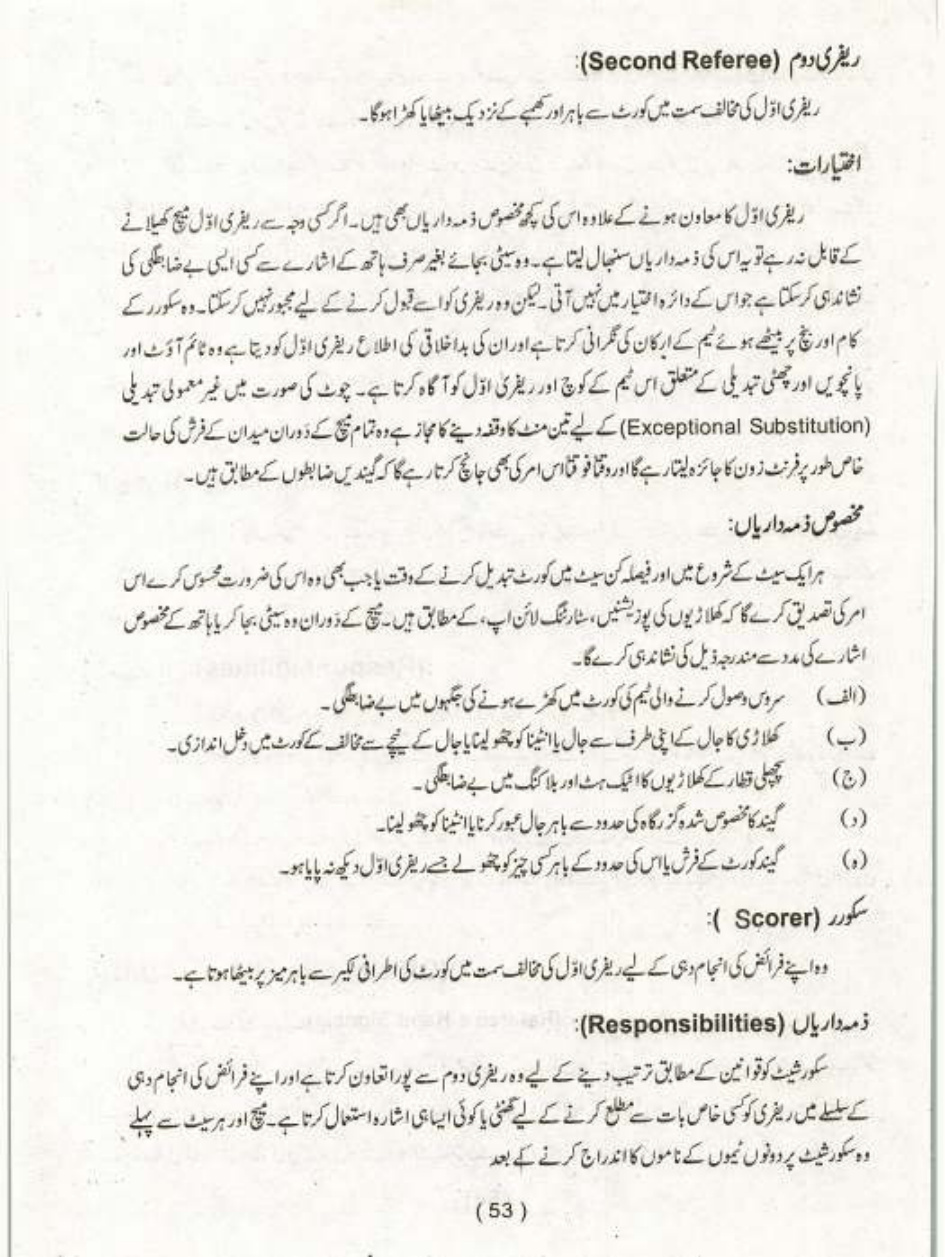 ریفری دوم (Second Referee):
ریفری اوّل کی مخالف سمت میں کورٹ سے باہر اور کھمبے کے نزدیک بیٹھا یا کھڑا ہوگا۔
اختیارات:
ریفری اوّل کا معاون ہونے کے علاوہ اس کی کچھ مخصوص ذمہ داریاں بھی ہیں۔ اگر کسی وجہ سے ریفری اوّل میچ کھیلانے
کے قابل نہ رہے تو یہ اس کی ذمہ داریاں سنبھال لیتا ہے۔ وہ سیٹی بجائے بغیر صرف ہاتھ کے اشارے سے کسی ایسی بے ضابطگی کی
نشاندہی کرسکتا ہے جو اس کے دائرہ اختیار میں نہیں آتی۔ لیکن وہ ریفری کو اسے قبول کرنے کے لیے مجبور نہیں کرسکتا۔ وہ سکورر کے
کام اور بنچ پر بیٹھے ہوئے ٹیم کے ارکان کی نگرانی کرتا ہے اور ان کی بداخلاقی کی اطلاع ریفری اوّل کو دیتا ہے وہ ٹائم آؤٹ اور
پانچویں اور چھٹی تبدیلی کے متعلق اس ٹیم کے کوچ اور ریفریٔ اوّل کو آگاہ کرتا ہے۔ چوٹ کی صورت میں غیر معمولی تبدیلی
(Exceptional Substitution) کے لیے تین منٹ کا وقفہ دینے کا مجاز ہے وہ تمام میچ کے دَوران میدان کے فرش کی حالت
خاص طور پر فرنٹ زون کا جائزہ لیتا رہے گا اور وقتاً فوقتاً اس امر کی بھی جانچ کرتا رہے گا کہ گیندیں ضابطوں کے مطابق ہیں۔
مخصوص ذمہ داریاں:
ہر ایک سیٹ کے شروع میں اور فیصلہ کن سیٹ میں کورٹ تبدیل کرنے کے وقت یا جب بھی وہ اس کی ضرورت محسوس کرے اس
امر کی تصدیق کرے گا کہ کھلاڑیوں کی پوزیشنیں، سٹارٹنگ لائن اپ، کے مطابق ہیں۔ میچ کے دَوران وہ سیٹی بجا کر یا ہاتھ کے مخصوص
اشارے کی مدد سے مندرجہ ذیل کی نشاندہی کرے گا۔
(الف) سروس وصول کرنے والی ٹیم کی کورٹ میں کھڑے ہونے کی جگہوں میں بے ضابطگی۔
(ب) کھلاڑی کا جال کے اپنی طرف سے جال یا انٹینا کو چھو لینا یا جال کے نیچے سے مخالف کے کورٹ میں دخل اندازی۔
(ج) پچھلی قطار کے کھلاڑیوں کا اٹیک ہٹ اور بلاکنگ میں بے ضابطگی۔
(د) گیند کا مخصوص شدہ گزرگاہ کی حدود سے باہر جال عبور کرنا یا انٹینا کو چھو لینا۔
(ہ) گیند کورٹ کے فرش یا اس کی حدود کے باہر کسی چیز کو چھو لے جسے ریفری اوّل دیکھ نہ پایا ہو۔
سکورر (Scorer ):
وہ اپنے فرائض کی انجام دہی کے لیے ریفری اوّل کی مخالف سمت میں کورٹ کی اطرافی لکیر سے باہر میز پر بیٹھا ہوتا ہے۔
ذمہ داریاں (Responsibilities):
سکورشیٹ کو قوانین کے مطابق ترتیب دینے کے لیے وہ ریفری دوم سے پورا تعاون کرتا ہے اور اپنے فرائض کی انجام دہی
کے سلسلے میں ریفری کو کسی خاص بات سے مطلع کرنے کے لیے گھنٹی یا کوئی ایسا ہی اشارہ استعمال کرتا ہے۔ میچ اور ہر سیٹ سے پہلے
وہ سکورشیٹ پر دونوں ٹیموں کے ناموں کا اندراج کرنے کے بعد
( 53 )